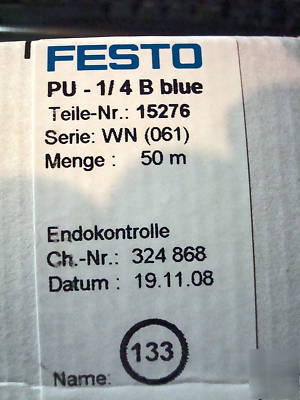 FESTO
PU - 1/4 B blue
Teile-Nr.: 15276
Serie: WN (061)
Menge : 50 m
Endokontrolle
Ch.-Nr.: 324 868
Datum : 19.11.08
133
Name: